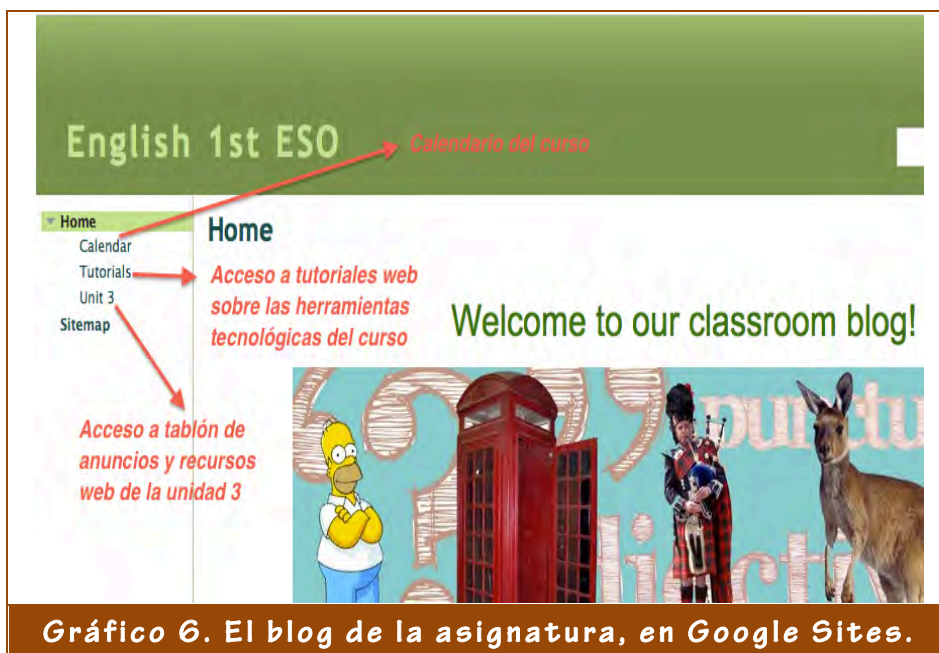 English 1st ESO
Calendario del curso
Home
Calendar
Tutorials
Unit 3
Sitemap
Home
Acceso a tutoriales web
sobre las herramientas
tecnológicas del curso
Welcome to our classroom blog!
Acceso a tablón de
anuncios y recursos
web de la unidad 3
punctu
Gráfico 6. El blog de la asignatura, en Google Sites.